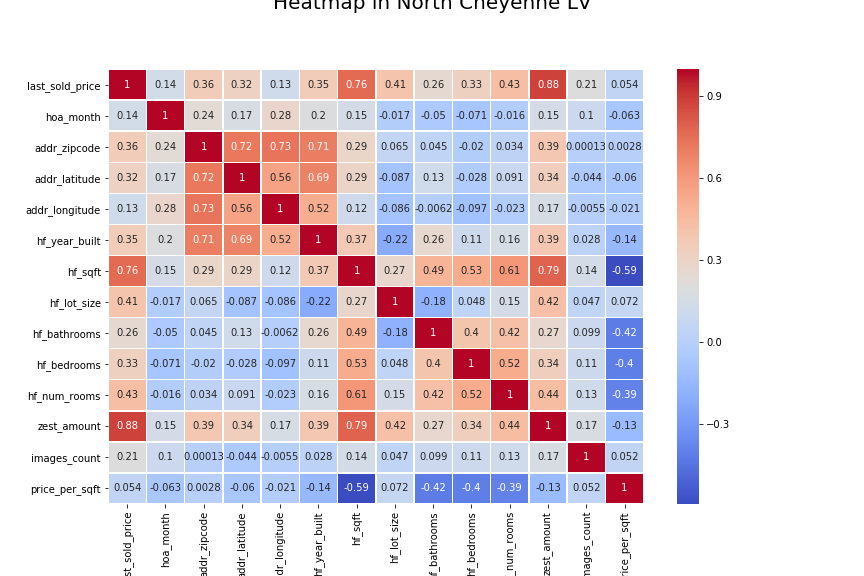 Heatmap in North Cheyenne LV
last_sold_price 1 0.14 0.36 0.32 0.13 0.35 0.76 0.41 0.26 0.33 0.43 0.88 0.21 0.054
hoa_month 0.14 1 0.24 0.17 0.28 0.2 0.15 -0.017 -0.05 -0.071 -0.016 0.15 0.1 -0.063
addr_zipcode 0.36 0.24 1 0.72 0.73 0.71 0.29 0.065 0.045 -0.02 0.034 0.39 0.00013 0.0028
addr_latitude 0.32 0.17 0.72 1 0.56 0.69 0.29 -0.087 0.13 -0.028 0.091 0.34 -0.044 -0.06
addr_longitude 0.13 0.28 0.73 0.56 1 0.52 0.12 -0.086 -0.0062 -0.097 -0.023 0.17 -0.0055 -0.021
hf_year_built 0.35 0.2 0.71 0.69 0.52 1 0.37 -0.22 0.26 0.11 0.16 0.39 0.028 -0.14
hf_sqft 0.76 0.15 0.29 0.29 0.12 0.37 1 0.27 0.49 0.53 0.61 0.79 0.14 -0.59
hf_lot_size 0.41 -0.017 0.065 -0.087 -0.086 -0.22 0.27 1 -0.18 0.048 0.15 0.42 0.047 0.072
hf_bathrooms 0.26 -0.05 0.045 0.13 -0.0062 0.26 0.49 -0.18 1 0.4 0.42 0.27 0.099 -0.42
hf_bedrooms 0.33 -0.071 -0.02 -0.028 -0.097 0.11 0.53 0.048 0.4 1 0.52 0.34 0.11 -0.4
hf_num_rooms 0.43 -0.016 0.034 0.091 -0.023 0.16 0.61 0.15 0.42 0.52 1 0.44 0.13 -0.39
zest_amount 0.88 0.15 0.39 0.34 0.17 0.39 0.79 0.42 0.27 0.34 0.44 1 0.17 -0.13
images_count 0.21 0.1 0.00013 -0.044 -0.0055 0.028 0.14 0.047 0.099 0.11 0.13 0.17 1 0.052
price_per_sqft 0.054 -0.063 0.0028 -0.06 -0.021 -0.14 -0.59 0.072 -0.42 -0.4 -0.39 -0.13 0.052 1
st_sold_price
hoa_month
addr_zipcode
addr_latitude
dr_longitude
hf_year_built
hf_sqft
hf_lot_size
f_bathrooms
hf_bedrooms
_num_rooms
zest_amount
mages_count
rice_per_sqft
0.9
0.6
0.3
0.0
−0.3